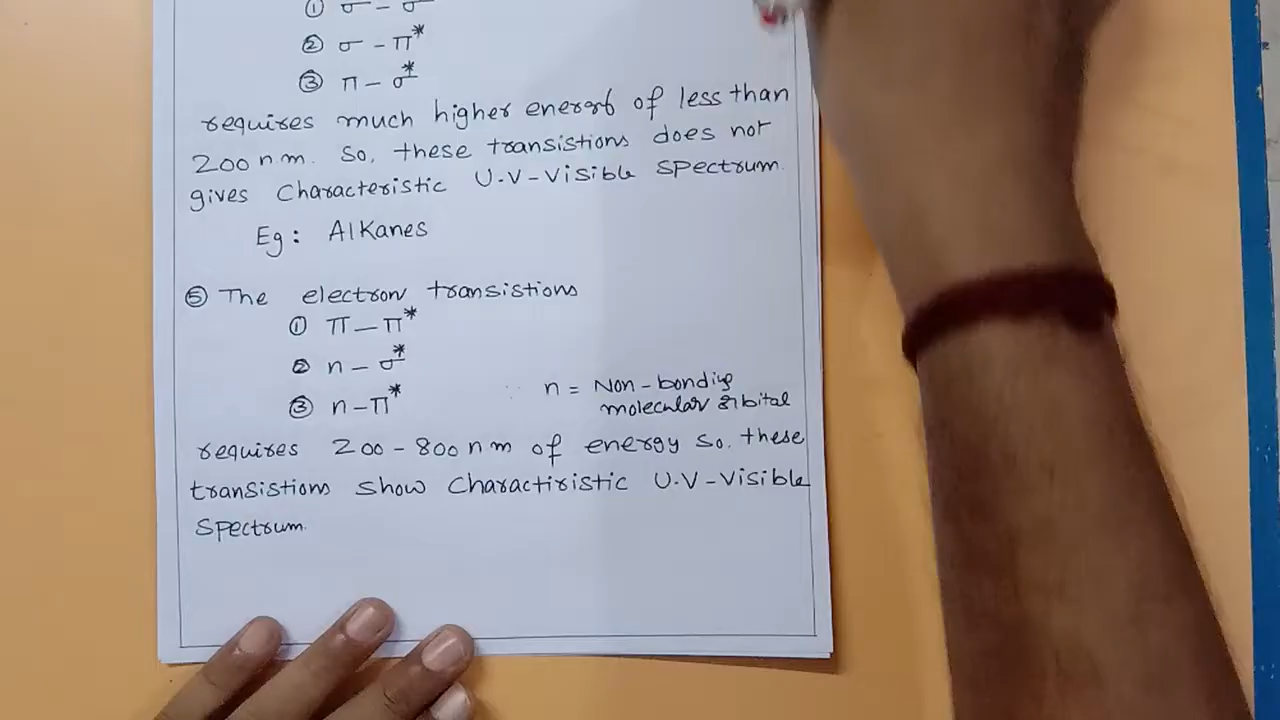 ① σ - σ
② σ - π*
③ π - σ*
requires much higher energy of less than
200 nm. So, these transistions does not
gives Characteristic U.V-Visible Spectrum.
Eg: Alkanes
⑤ The electron transistions
① π - π*
② n - σ*
③ n - π*
n = Non-bonding
molecular orbital
requires 200 - 800 nm of energy so, these
transistions show Charactiristic U.V-Visible
Spectrum.